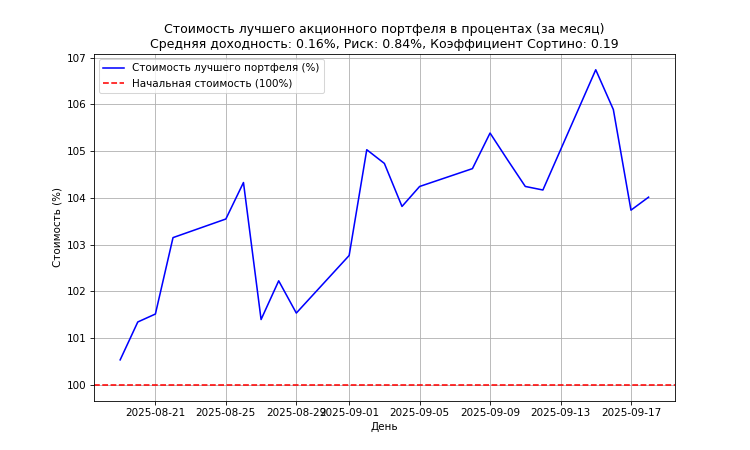 Стоимость лучшего акционного портфеля в процентах (за месяц)
Средняя доходность: 0.16%, Риск: 0.84%, Коэффициент Сортино: 0.19
Стоимость лучшего портфеля (%)
Начальная стоимость (100%)
Стоимость (%)
107
106
105
104
103
102
101
100
2025-08-21 2025-08-25 2025-08-29 2025-09-01 2025-09-05 2025-09-09 2025-09-13 2025-09-17
День